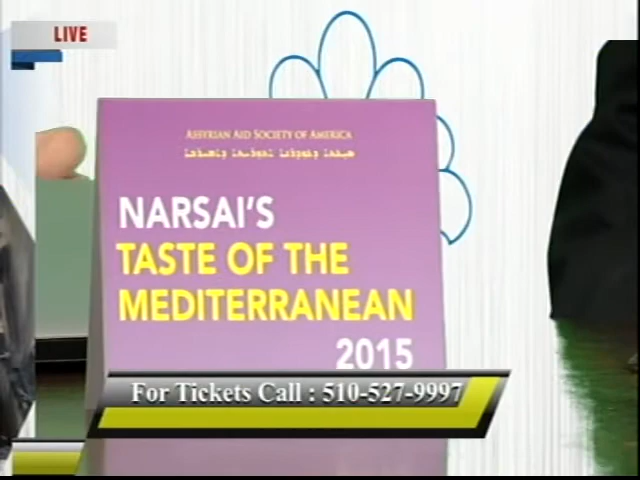 LIVE
ASSYRIAN AID SOCIETY OF AMERICA
NARSAI'S
TASTE OF THE
MEDITERRANEAN
2015
For Tickets Call : 510-527-9997